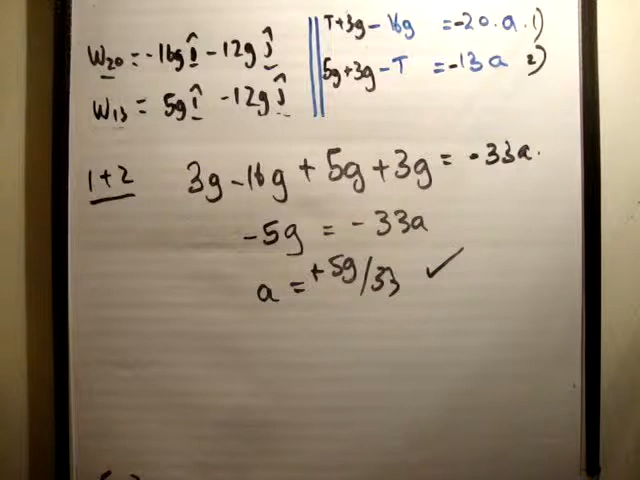 W₂₀ = -16g î - 12g ĵ
W₁₃ = 5g î - 12g ĵ
T + 3g - 16g = -20.a. 1)
5g + 3g - T = -13a 2)
1+2 3g - 16g + 5g + 3g = -33a.
-5g = -33a
a = +5g/33 ✓